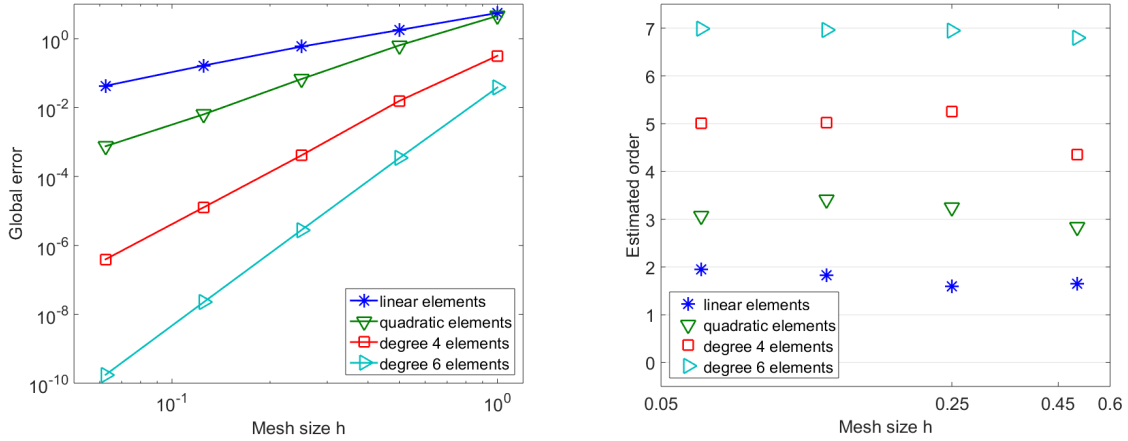 Global error
10^0
10^-2
10^-4
10^-6
10^-8
10^-10
10^-1
10^0
Mesh size h
linear elements
quadratic elements
degree 4 elements
degree 6 elements
Estimated order
7
6
5
4
3
2
1
0
0.05
0.25
0.45
0.6
Mesh size h
linear elements
quadratic elements
degree 4 elements
degree 6 elements